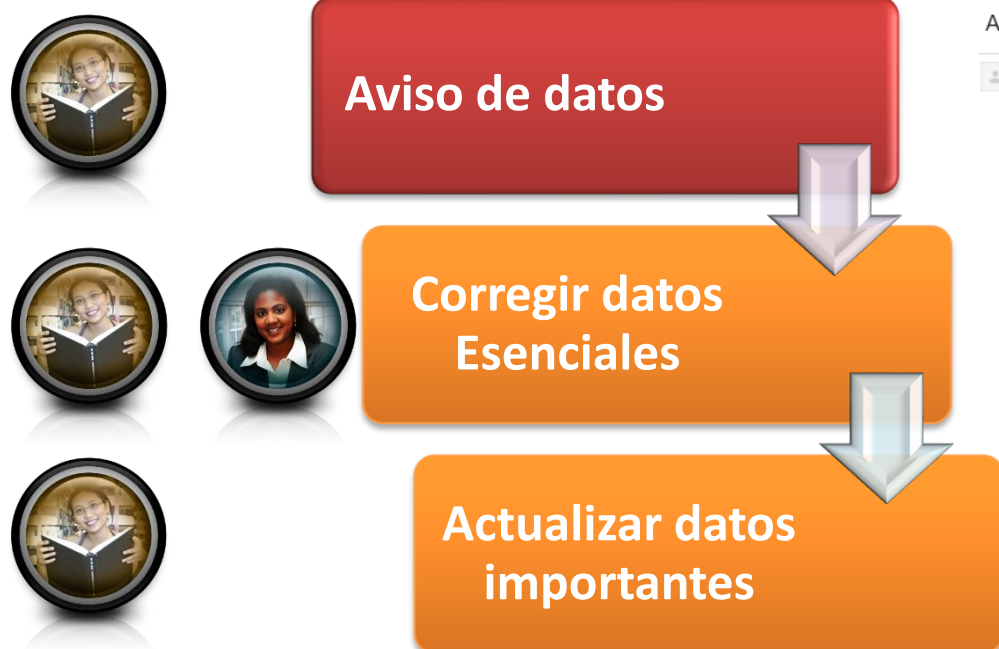 Aviso de datos
A
Corregir datos
Esenciales
Actualizar datos
importantes